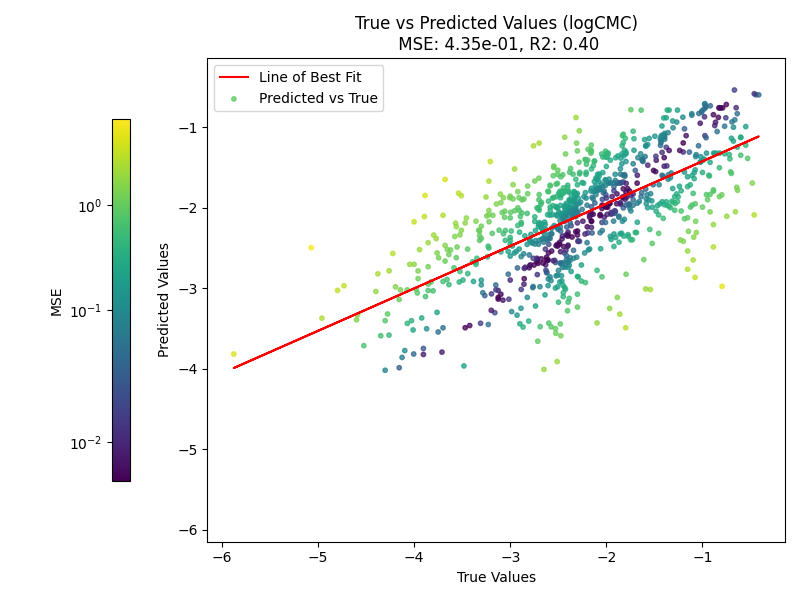 True vs Predicted Values (logCMC)
MSE: 4.35e-01, R2: 0.40
Line of Best Fit
Predicted vs True
MSE
10⁰
10⁻¹
10⁻²
Predicted Values
−1
−2
−3
−4
−5
−6
−6 −5 −4 −3 −2 −1
True Values